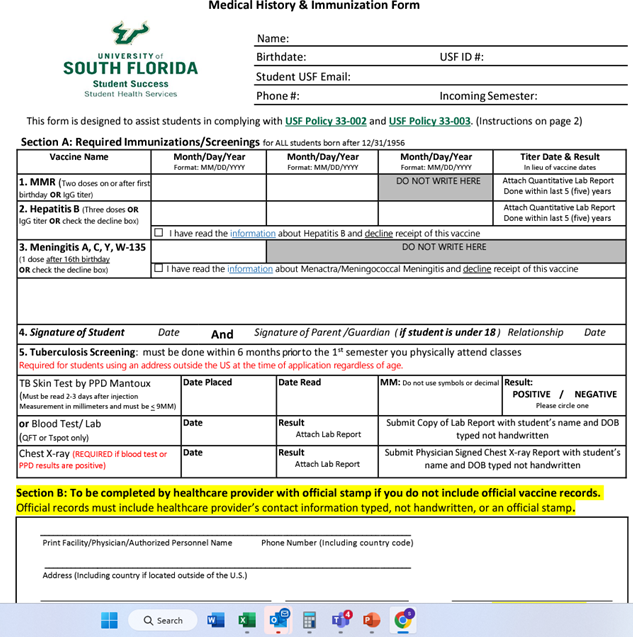 Medical History & Immunization Form
UNIVERSITY of
SOUTH FLORIDA
Student Success
Student Health Services
Name:
Birthdate: USF ID #:
Student USF Email:
Phone #: Incoming Semester:
This form is designed to assist students in complying with USF Policy 33-002 and USF Policy 33-003. (Instructions on page 2)
Section A: Required Immunizations/Screenings for ALL students born after 12/31/1956
Vaccine Name Month/Day/Year Month/Day/Year Month/Day/Year Titer Date & Result
Format: MM/DD/YYYY Format: MM/DD/YYYY Format: MM/DD/YYYY In lieu of vaccine dates
1. MMR (Two doses on or after first
birthday OR IgG titer)
DO NOT WRITE HERE
Attach Quantitative Lab Report
Done within last 5 (five) years
2. Hepatitis B (Three doses OR
IgG titer OR check the decline box)
Attach Quantitative Lab Report
Done within last 5 (five) years
I have read the information about Hepatitis B and decline receipt of this vaccine
3. Meningitis A, C, Y, W-135
(1 dose after 16th birthday
OR check the decline box)
DO NOT WRITE HERE
I have read the information about Menactra/Meningococcal Meningitis and decline receipt of this vaccine
4. Signature of Student Date And Signature of Parent /Guardian ( if student is under 18 ) Relationship Date
5. Tuberculosis Screening: must be done within 6 months prior to the 1st semester you physically attend classes
Required for students using an address outside the US at the time of application regardless of age.
TB Skin Test by PPD Mantoux
(Must be read 2-3 days after injection
Measurement in millimeters and must be ≤ 9MM)
Date Placed
Date Read
MM: Do not use symbols or decimal
Result:
POSITIVE / NEGATIVE
Please circle one
or Blood Test/ Lab
(QFT or Tspot only)
Date
Result
Attach Lab Report
Submit Copy of Lab Report with student's name and DOB
typed not handwritten
Chest X-ray (REQUIRED if blood test or
PPD results are positive)
Date
Result
Attach Lab Report
Submit Physician Signed Chest X-ray Report with student's
name and DOB typed not handwritten
Section B: To be completed by healthcare provider with official stamp if you do not include official vaccine records.
Official records must include healthcare provider's contact information typed, not handwritten, or an official stamp.
Print Facility/Physician/Authorized Personnel Name Phone Number (Including country code)
Address (Including country if located outside of the U.S.)
Search
4